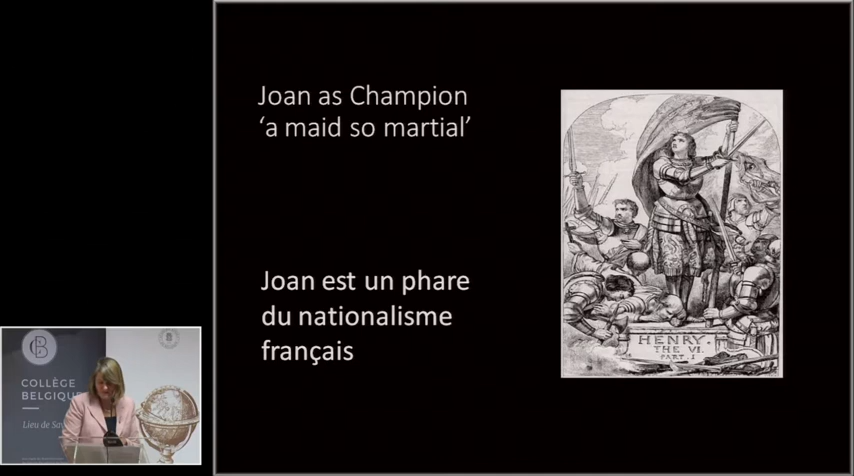 Joan as Champion
‘a maid so martial’
Joan est un phare
du nationalisme
français
HENRY.
THE VI.
PART I
CB
COLLÈGE
BELGIQUE
Lieu de